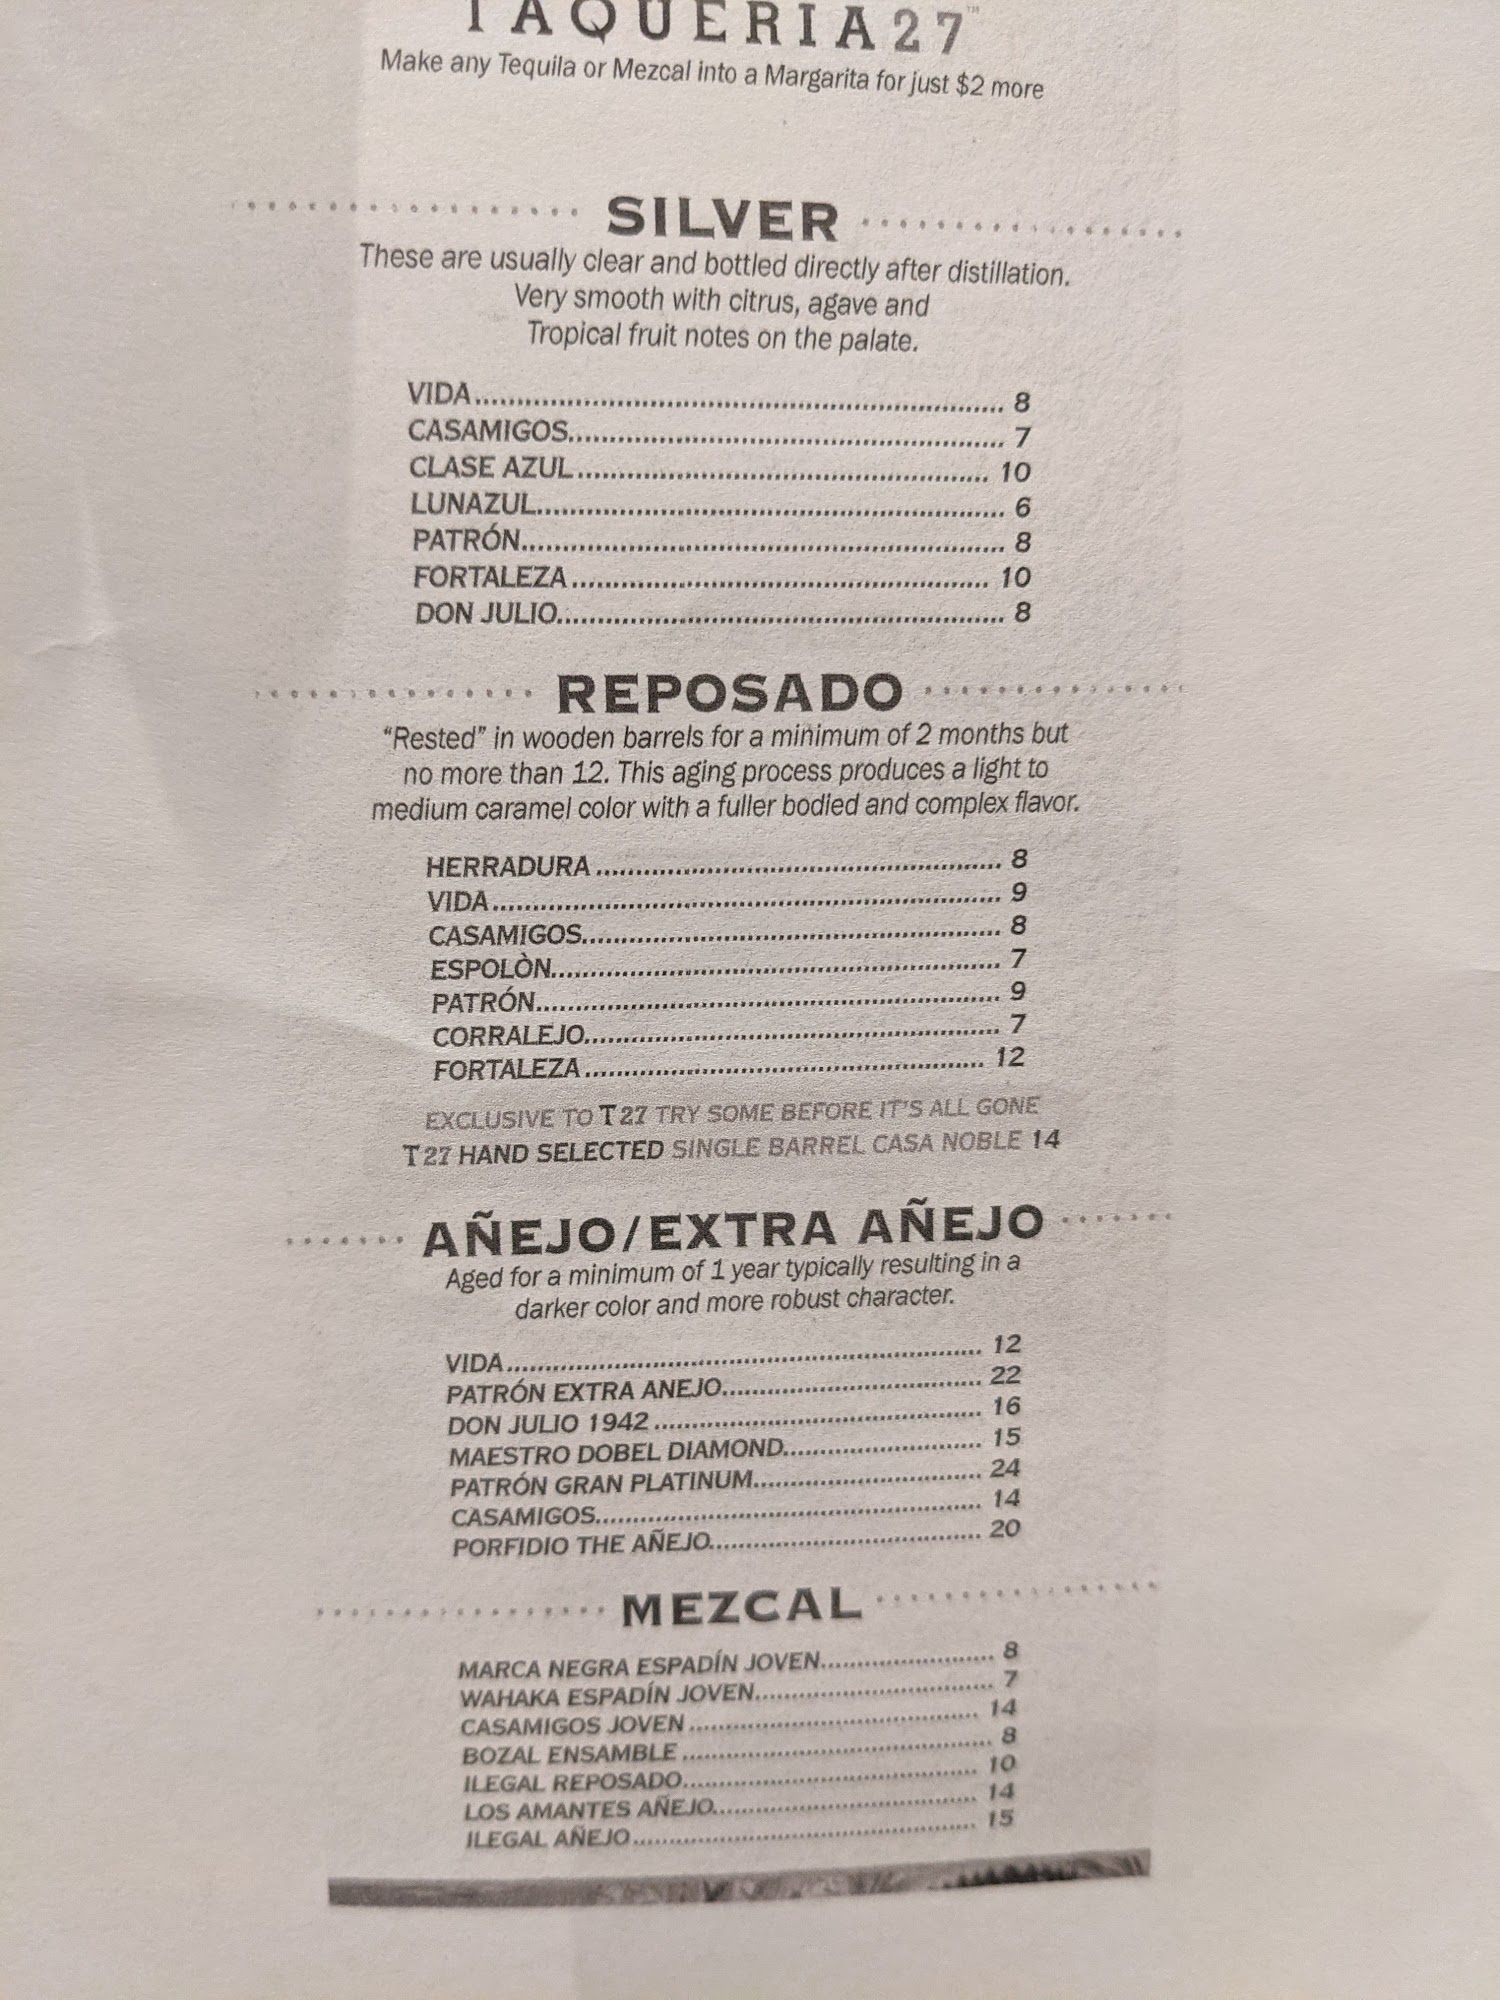 TAQUERIA27™
Make any Tequila or Mezcal into a Margarita for just $2 more
SILVER
These are usually clear and bottled directly after distillation.
Very smooth with citrus, agave and
Tropical fruit notes on the palate.
VIDA 8
CASAMIGOS 7
CLASE AZUL 10
LUNAZUL 6
PATRÓN 8
FORTALEZA 10
DON JULIO 8
REPOSADO
“Rested” in wooden barrels for a minimum of 2 months but
no more than 12. This aging process produces a light to
medium caramel color with a fuller bodied and complex flavor.
HERRADURA 8
VIDA 9
CASAMIGOS 8
ESPOLÒN 7
PATRÓN 9
CORRALEJO 7
FORTALEZA 12
EXCLUSIVE TO T27 TRY SOME BEFORE IT'S ALL GONE
T27 HAND SELECTED SINGLE BARREL CASA NOBLE 14
AÑEJO/EXTRA AÑEJO
Aged for a minimum of 1 year typically resulting in a
darker color and more robust character.
VIDA 12
PATRÓN EXTRA ANEJO 22
DON JULIO 1942 16
MAESTRO DOBEL DIAMOND 15
PATRÓN GRAN PLATINUM 24
CASAMIGOS 14
PORFIDIO THE AÑEJO 20
MEZCAL
MARCA NEGRA ESPADÍN JOVEN 8
WAHAKA ESPADÍN JOVEN 7
CASAMIGOS JOVEN 14
BOZAL ENSAMBLE 8
ILEGAL REPOSADO 10
LOS AMANTES AÑEJO 14
ILEGAL AÑEJO 15